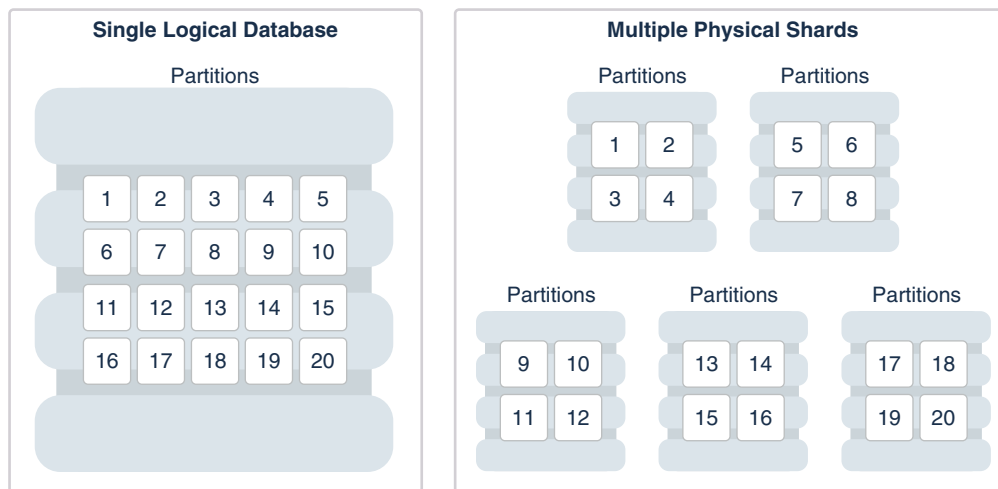 Single Logical Database
Partitions
1 2 3 4 5
6 7 8 9 10
11 12 13 14 15
16 17 18 19 20
Multiple Physical Shards
Partitions
1 2
3 4
Partitions
5 6
7 8
Partitions
9 10
11 12
Partitions
13 14
15 16
Partitions
17 18
19 20